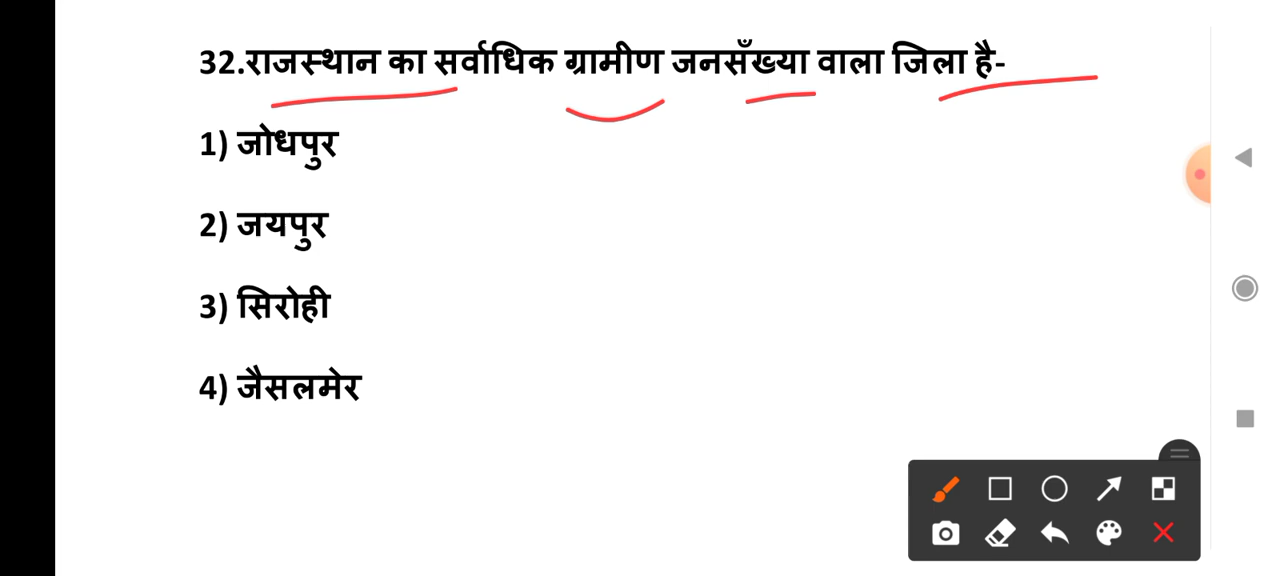 32.राजस्थान का सर्वाधिक ग्रामीण जनसँख्या वाला जिला है-
1) जोधपुर
2) जयपुर
3) सिरोही
4) जैसलमेर